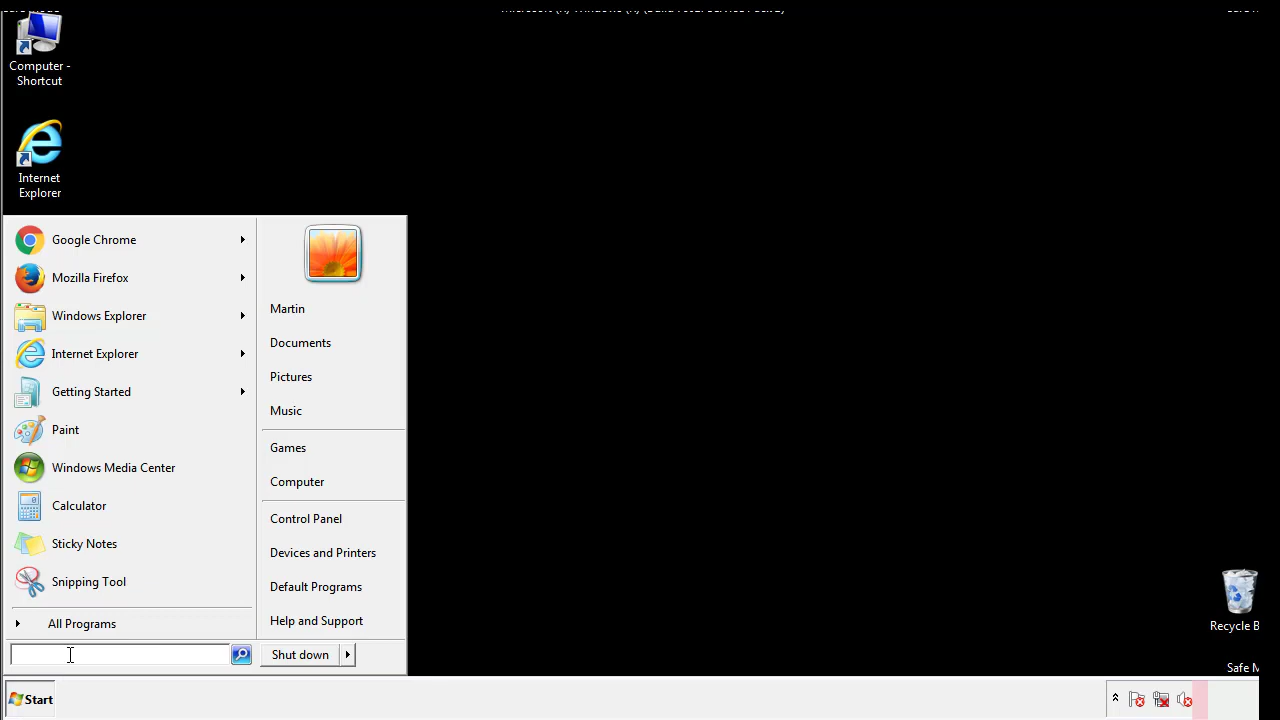 Computer -
Shortcut
Internet
Explorer
Google Chrome
Mozilla Firefox
Windows Explorer
Internet Explorer
Getting Started
Paint
Windows Media Center
Calculator
Sticky Notes
Snipping Tool
All Programs
Martin
Documents
Pictures
Music
Games
Computer
Control Panel
Devices and Printers
Default Programs
Help and Support
Shut down
Recycle B
Safe M
Start